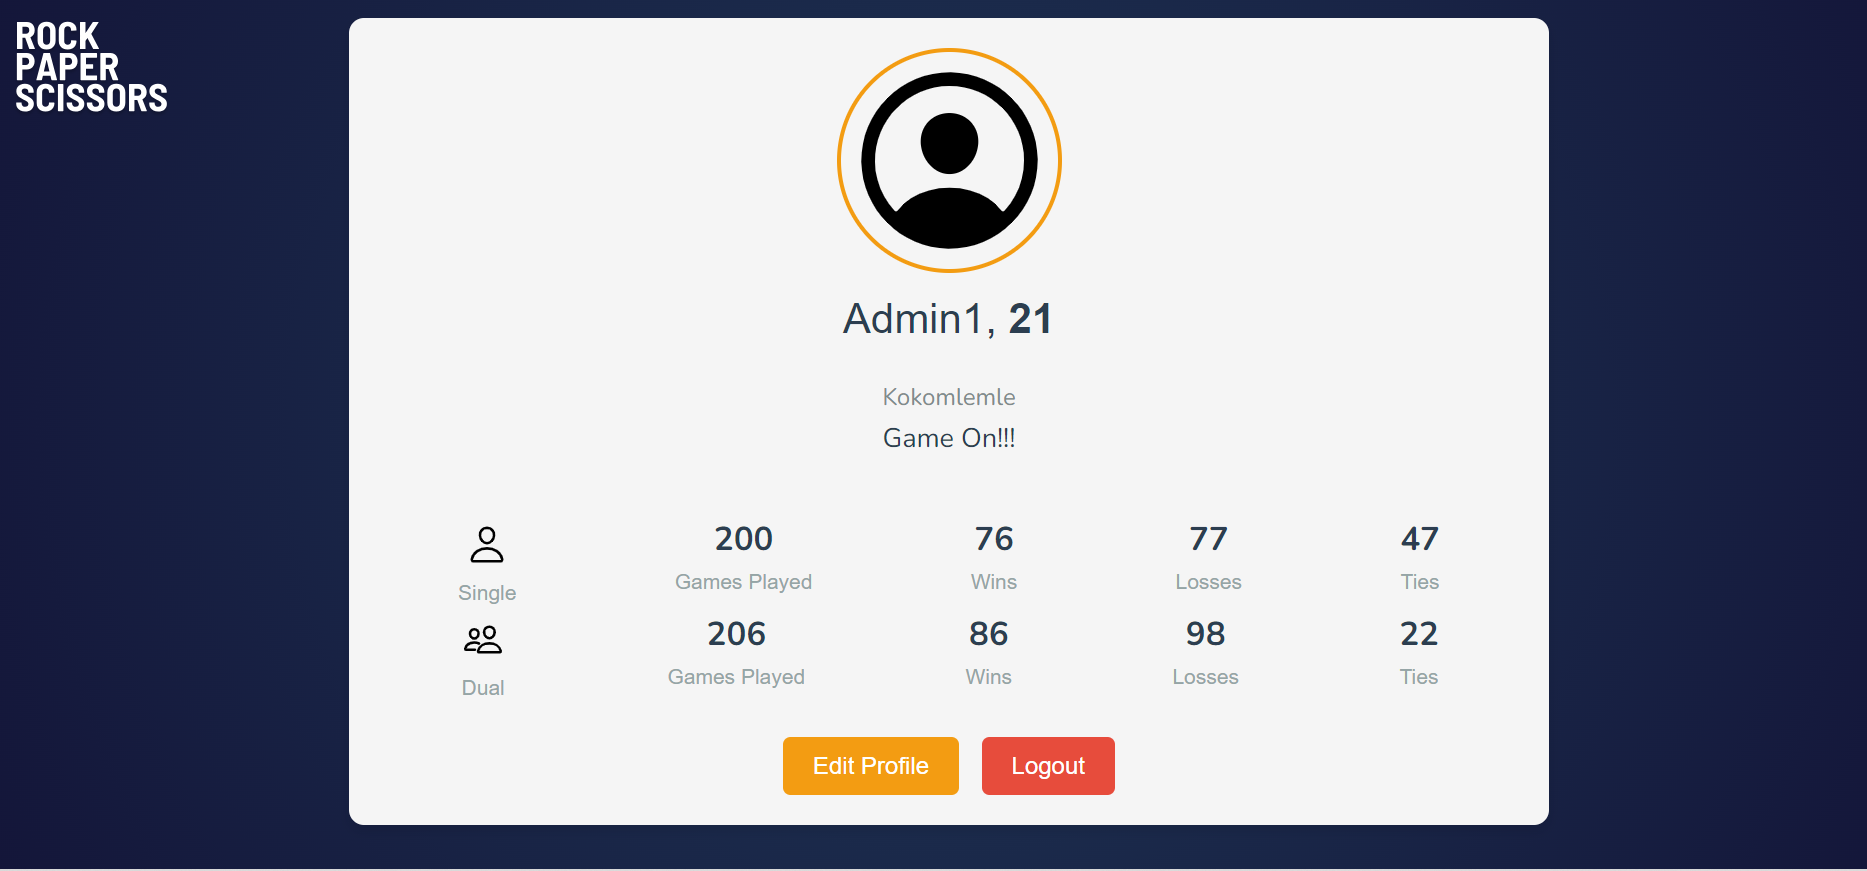 ROCK
PAPER
SCISSORS
Admin1, 21
Kokomlemle
Game On!!!
200 76 77 47
Games Played Wins Losses Ties
Single
206 86 98 22
Games Played Wins Losses Ties
Dual
Edit Profile Logout